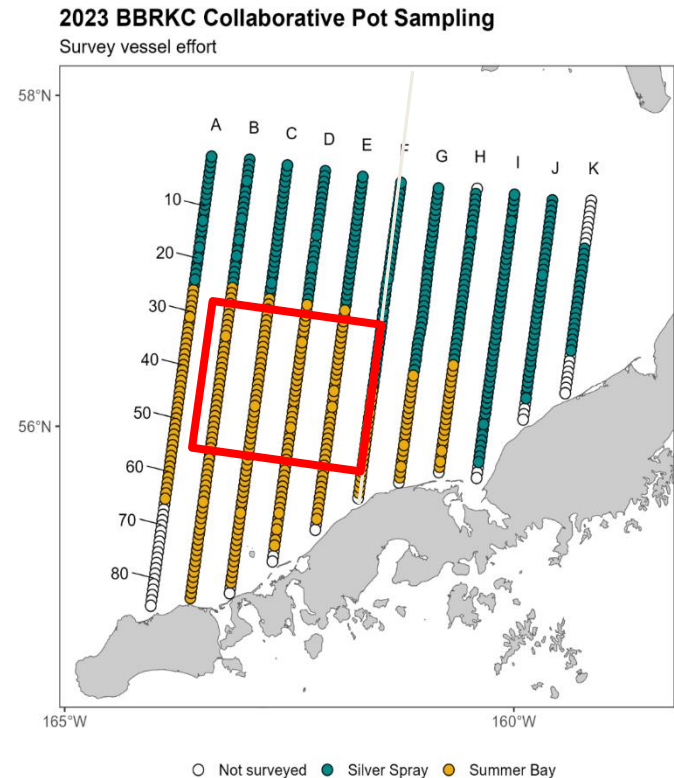 2023 BBRKC Collaborative Pot Sampling
Survey vessel effort
58°N
A B C D E F G H I J K
10
20
30
40
50
56°N
60
70
80
165°W 160°W
Not surveyed Silver Spray Summer Bay